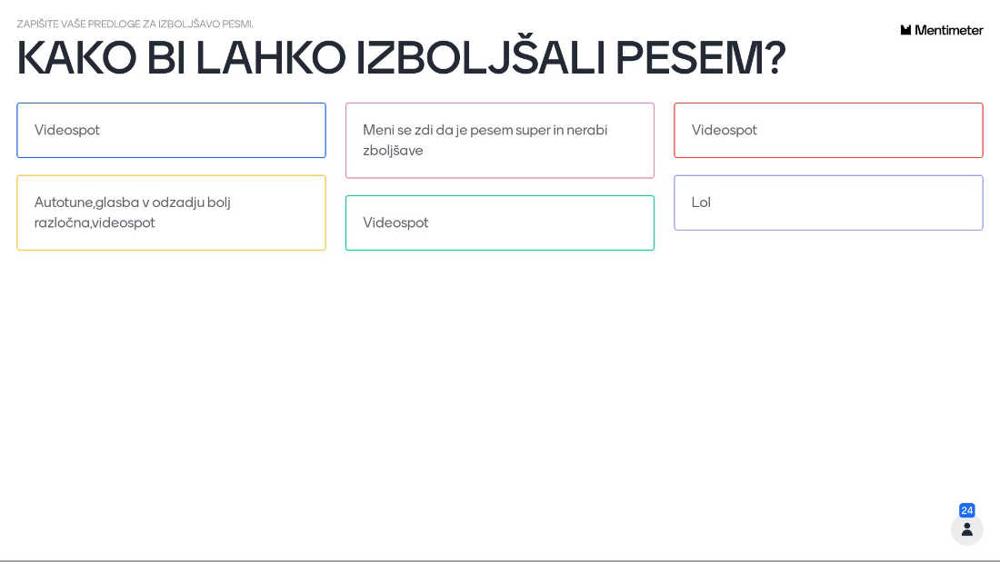 ZAPIŠITE VAŠE PREDLOGE ZA IZBOLJŠAVO PESMI.
KAKO BI LAHKO IZBOLJŠALI PESEM?
Mentimeter
Videospot
Meni se zdi da je pesem super in nerabi
zboljšave
Videospot
Autotune,glasba v odzadju bolj
razločna,videospot
Videospot
Lol
24